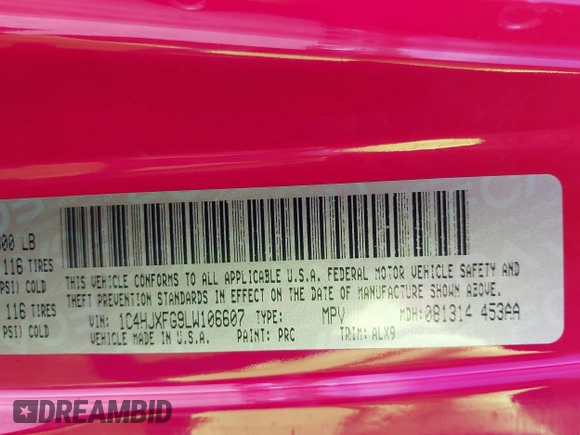 00 LB
116 TIRES
PSI) COLD
116 TIRES
PSI) COLD
THIS VEHICLE CONFORMS TO ALL APPLICABLE U.S.A. FEDERAL MOTOR VEHICLE SAFETY AND
THEFT PREVENTION STANDARDS IN EFFECT ON THE DATE OF MANUFACTURE SHOWN ABOVE.
VIN: 1C4HJXFG9LW106607 TYPE: MPV MDH: 081314 453AA
VEHICLE MADE IN U.S.A. PAINT: PRC TRIM: ALX9
DREAMBID